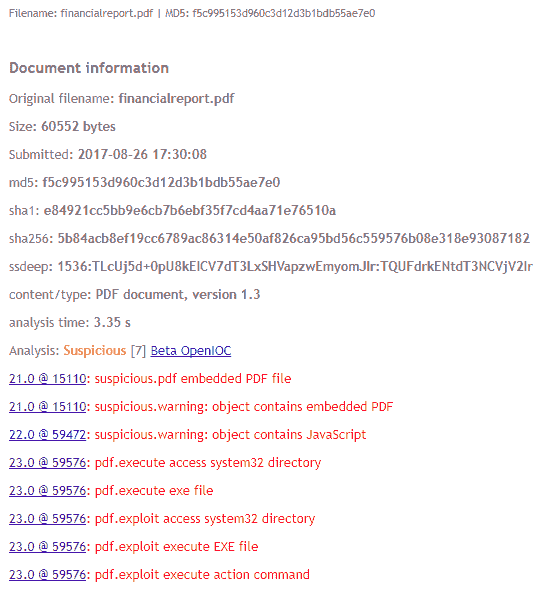 Filename: financialreport.pdf | MD5: f5c995153d960c3d12d3b1bdb55ae7e0
Document information
Original filename: financialreport.pdf
Size: 60552 bytes
Submitted: 2017-08-26 17:30:08
md5: f5c995153d960c3d12d3b1bdb55ae7e0
sha1: e84921cc5bb9e6cb7b6ebf35f7cd4aa71e76510a
sha256: 5b84acb8ef19cc6789ac86314e50af826ca95bd56c559576b08e318e93087182
ssdeep: 1536:TLcUj5d+0pU8kEICV7dT3LxSHVapzwEmyomJIr:TQUFdrkENtdT3NCVjV2Ir
content/type: PDF document, version 1.3
analysis time: 3.35 s
Analysis: Suspicious [7] Beta OpenIOC
21.0 @ 15110: suspicious.pdf embedded PDF file
21.0 @ 15110: suspicious.warning: object contains embedded PDF
22.0 @ 59472: suspicious.warning: object contains JavaScript
23.0 @ 59576: pdf.execute access system32 directory
23.0 @ 59576: pdf.execute exe file
23.0 @ 59576: pdf.exploit access system32 directory
23.0 @ 59576: pdf.exploit execute EXE file
23.0 @ 59576: pdf.exploit execute action command